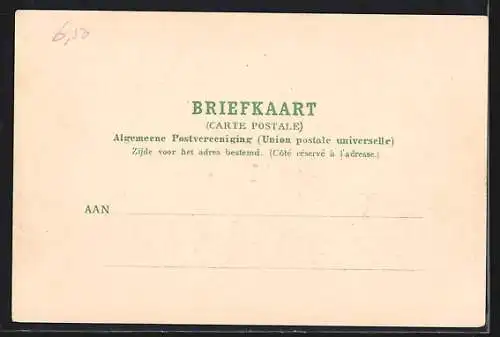 6,50
BRIEFKAART
(CARTE POSTALE)
Algemeene Postvereeniging (Union postale universelle)
Zijde voor het adres bestemd. (Côté réservé à l'adresse.)
AAN